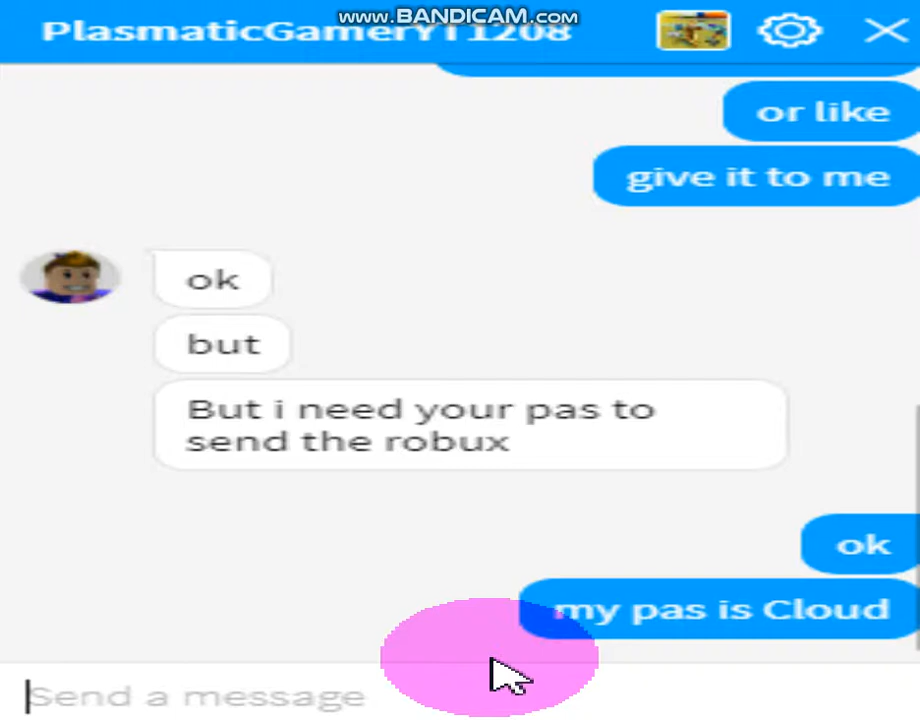 www.BANDICAM.com
PlasmaticGamerYT1208
or like
give it to me
ok
but
But i need your pas to
send the robux
ok
my pas is Cloud
Send a message